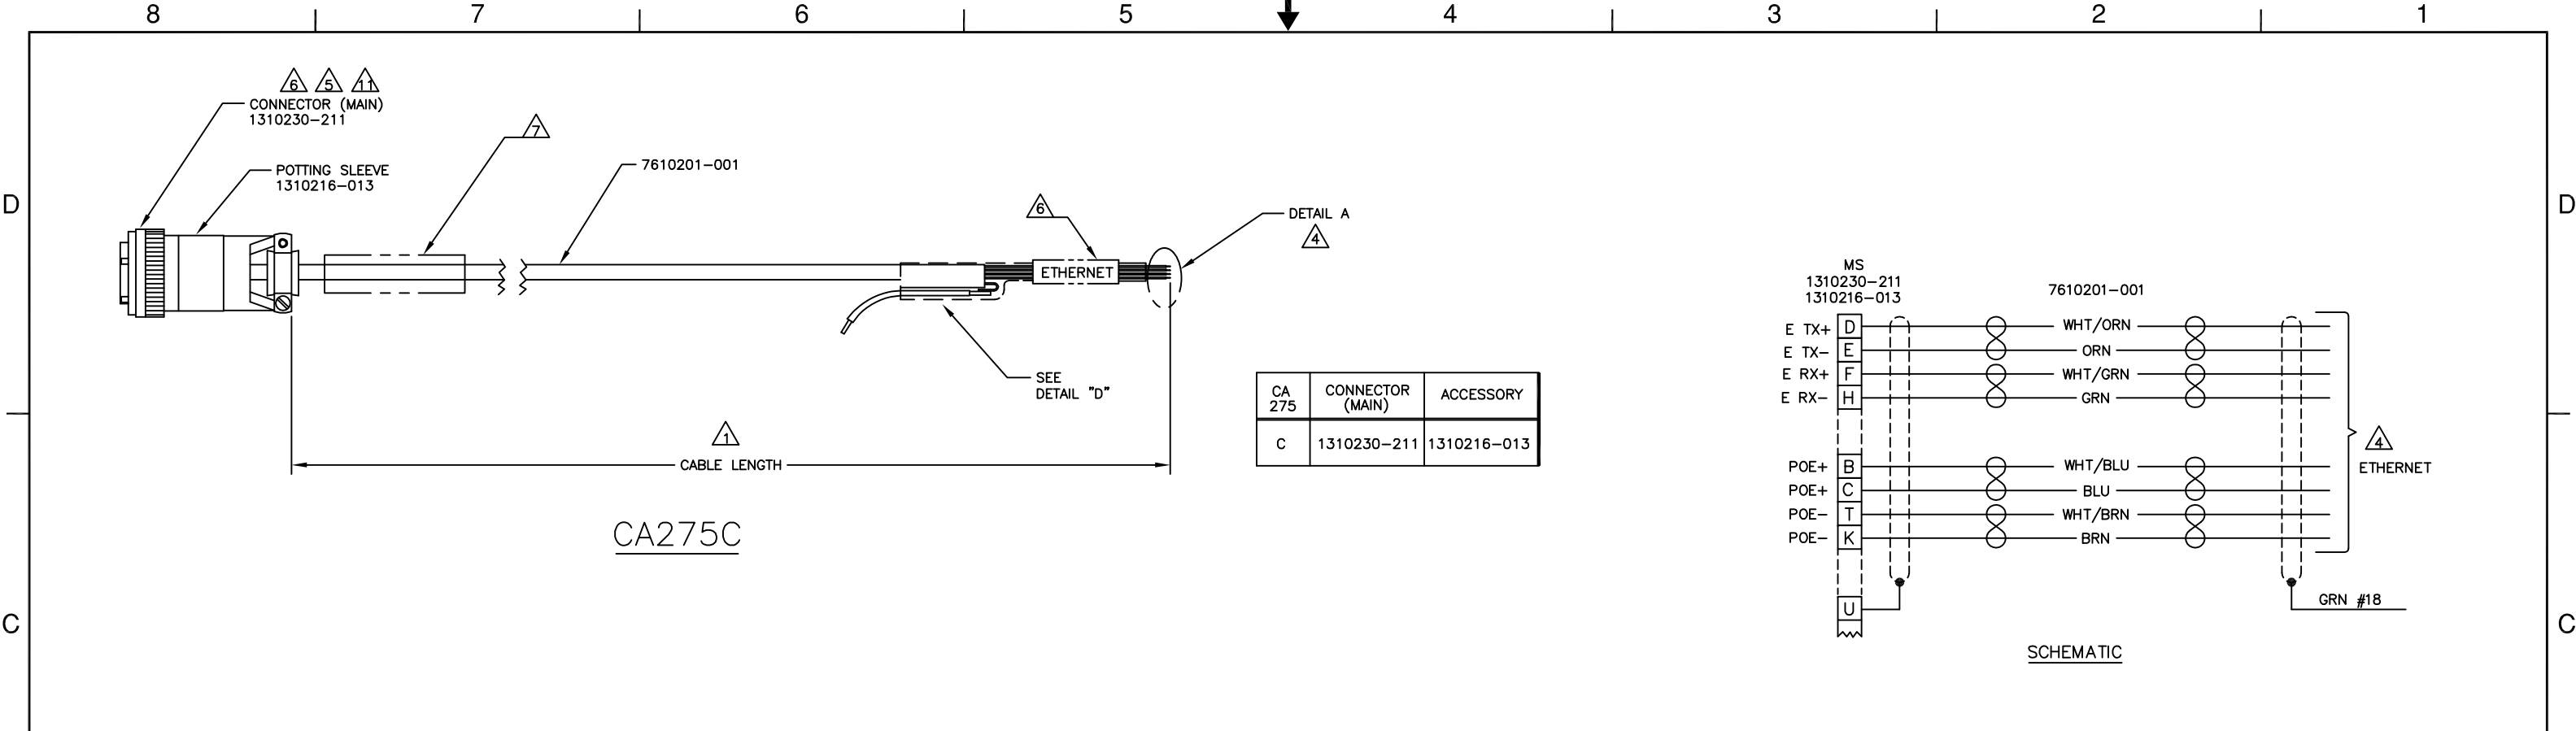 8 7 6 5 4 3 2 1
D
D
C
C
6 5 11
CONNECTOR (MAIN)
1310230-211
POTTING SLEEVE
1310216-013
7
7610201-001
6
ETHERNET
DETAIL A
4
SEE
DETAIL "D"
1
CABLE LENGTH
CA275C
CA
275
CONNECTOR
(MAIN)
ACCESSORY
C 1310230-211 1310216-013
MS
1310230-211
1310216-013
7610201-001
E TX+ D WHT/ORN
E TX- E ORN
E RX+ F WHT/GRN
E RX- H GRN
POE+ B WHT/BLU
POE+ C BLU
POE- T WHT/BRN
POE- K BRN
U
4
ETHERNET
GRN #18
SCHEMATIC